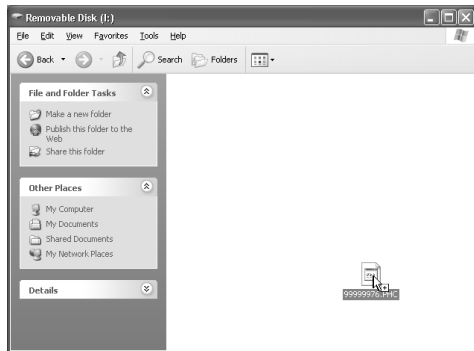 Removable Disk (I:)
File Edit View Favorites Tools Help
Back Search Folders
File and Folder Tasks
Make a new folder
Publish this folder to the
Web
Share this folder
Other Places
My Computer
My Documents
Shared Documents
My Network Places
Details
99999976.PHC